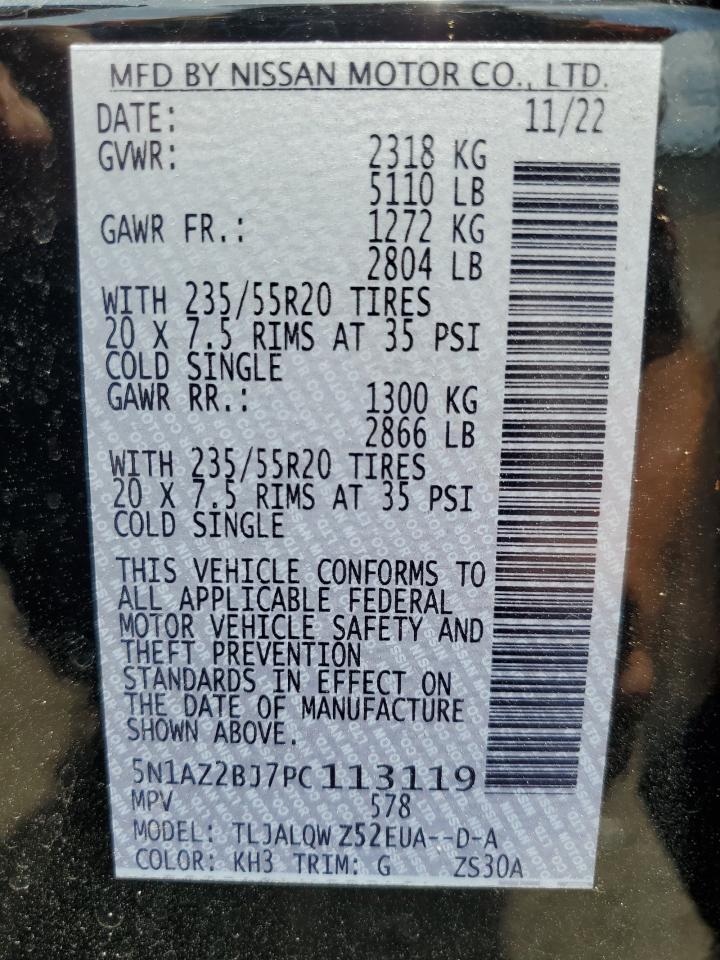 MFD BY NISSAN MOTOR CO., LTD.
DATE: 11/22
GVWR: 2318 KG
5110 LB
GAWR FR.: 1272 KG
2804 LB
WITH 235/55R20 TIRES
20 X 7.5 RIMS AT 35 PSI
COLD SINGLE
GAWR RR.: 1300 KG
2866 LB
WITH 235/55R20 TIRES
20 X 7.5 RIMS AT 35 PSI
COLD SINGLE
THIS VEHICLE CONFORMS TO
ALL APPLICABLE FEDERAL
MOTOR VEHICLE SAFETY AND
THEFT PREVENTION
STANDARDS IN EFFECT ON
THE DATE OF MANUFACTURE
SHOWN ABOVE.
5N1AZ2BJ7PC113119
MPV 578
MODEL: TLJALQW Z52EUA--D-A
COLOR: KH3 TRIM: G ZS30A